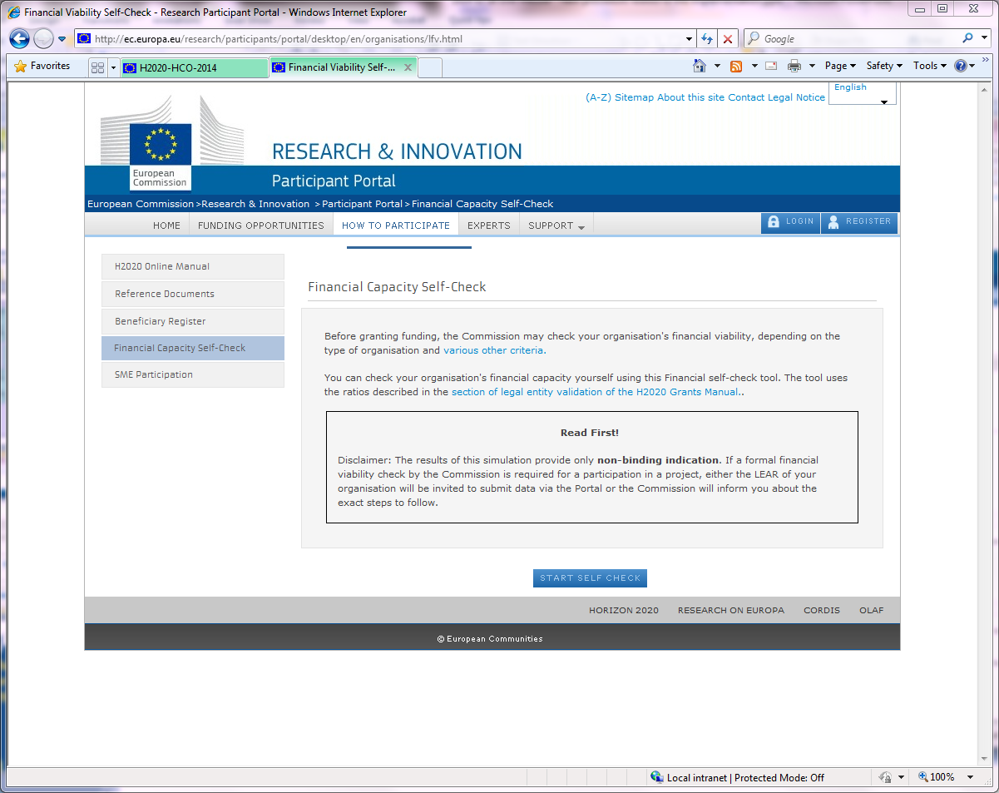 Financial Viability Self-Check - Research Participant Portal - Windows Internet Explorer
http://ec.europa.eu/research/participants/portal/desktop/en/organisations/lfv.html
Google
Favorites
H2020-HCO-2014
Financial Viability Self-...
Page
Safety
Tools
(A-Z) Sitemap About this site Contact Legal Notice
English
RESEARCH & INNOVATION
European
Commission
Participant Portal
European Commission >Research & Innovation >Participant Portal >Financial Capacity Self-Check
HOME
FUNDING OPPORTUNITIES
HOW TO PARTICIPATE
EXPERTS
SUPPORT
LOGIN
REGISTER
H2020 Online Manual
Reference Documents
Beneficiary Register
Financial Capacity Self-Check
SME Participation
Financial Capacity Self-Check
Before granting funding, the Commission may check your organisation's financial viability, depending on the
type of organisation and various other criteria.
You can check your organisation's financial capacity yourself using this Financial self-check tool. The tool uses
the ratios described in the section of legal entity validation of the H2020 Grants Manual..
Read First!
Disclaimer: The results of this simulation provide only non-binding indication. If a formal financial
viability check by the Commission is required for a participation in a project, either the LEAR of your
organisation will be invited to submit data via the Portal or the Commission will inform you about the
exact steps to follow.
START SELF CHECK
HORIZON 2020
RESEARCH ON EUROPA
CORDIS
OLAF
© European Communities
Local intranet | Protected Mode: Off
100%